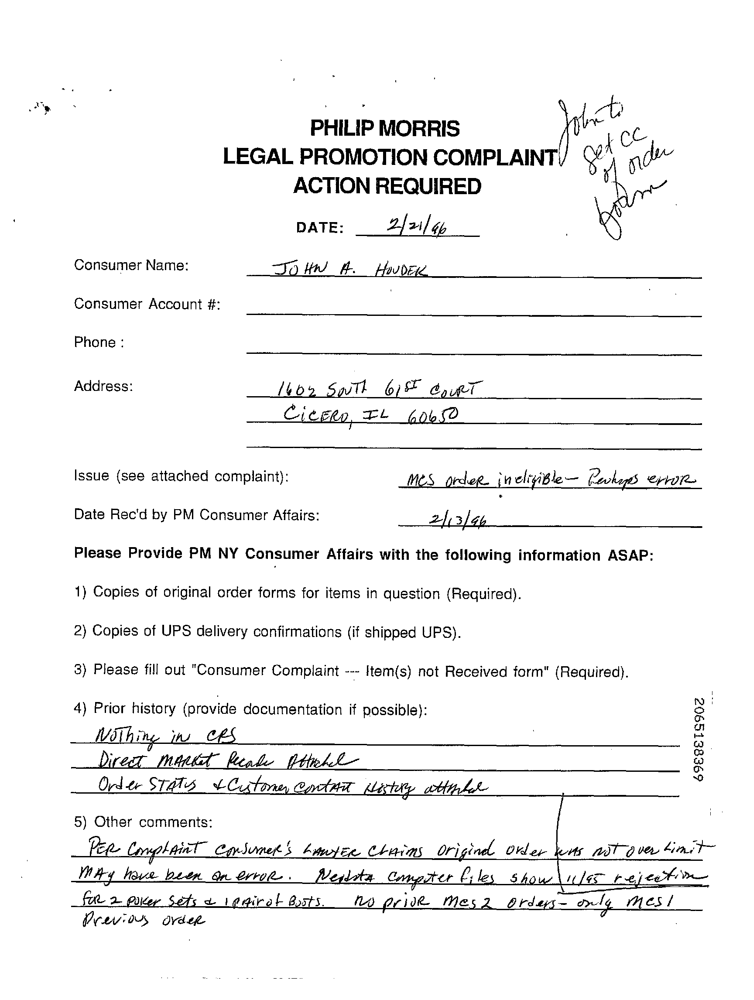 PHILIP MORRIS
LEGAL PROMOTION COMPLAINT
ACTION REQUIRED
John to
get cc
of order
form
DATE: 2/21/96
Consumer Name: JOHN A. HOUDEK
Consumer Account #:
Phone :
Address: 1602 SOUTH 61ST COURT
CICERO, IL 60650
Issue (see attached complaint): MCS order ineligible - Perhaps error
Date Rec'd by PM Consumer Affairs: 2/13/96
Please Provide PM NY Consumer Affairs with the following information ASAP:
1) Copies of original order forms for items in question (Required).
2) Copies of UPS delivery confirmations (if shipped UPS).
3) Please fill out "Consumer Complaint --- Item(s) not Received form" (Required).
4) Prior history (provide documentation if possible):
Nothing in CRS
Direct MARKET Attached
Order STATUS & Customer Contact History attached
5) Other comments:
PER Complaint Consumer's LAWYER CLAIMS Original Order was not over Limit
MAY have been an error. computer files show 11/95 rejection
for 2 POKER Sets & 1 pair of Boots. no prior MCS 2 orders - only MCS 1
Previous order
2065138369